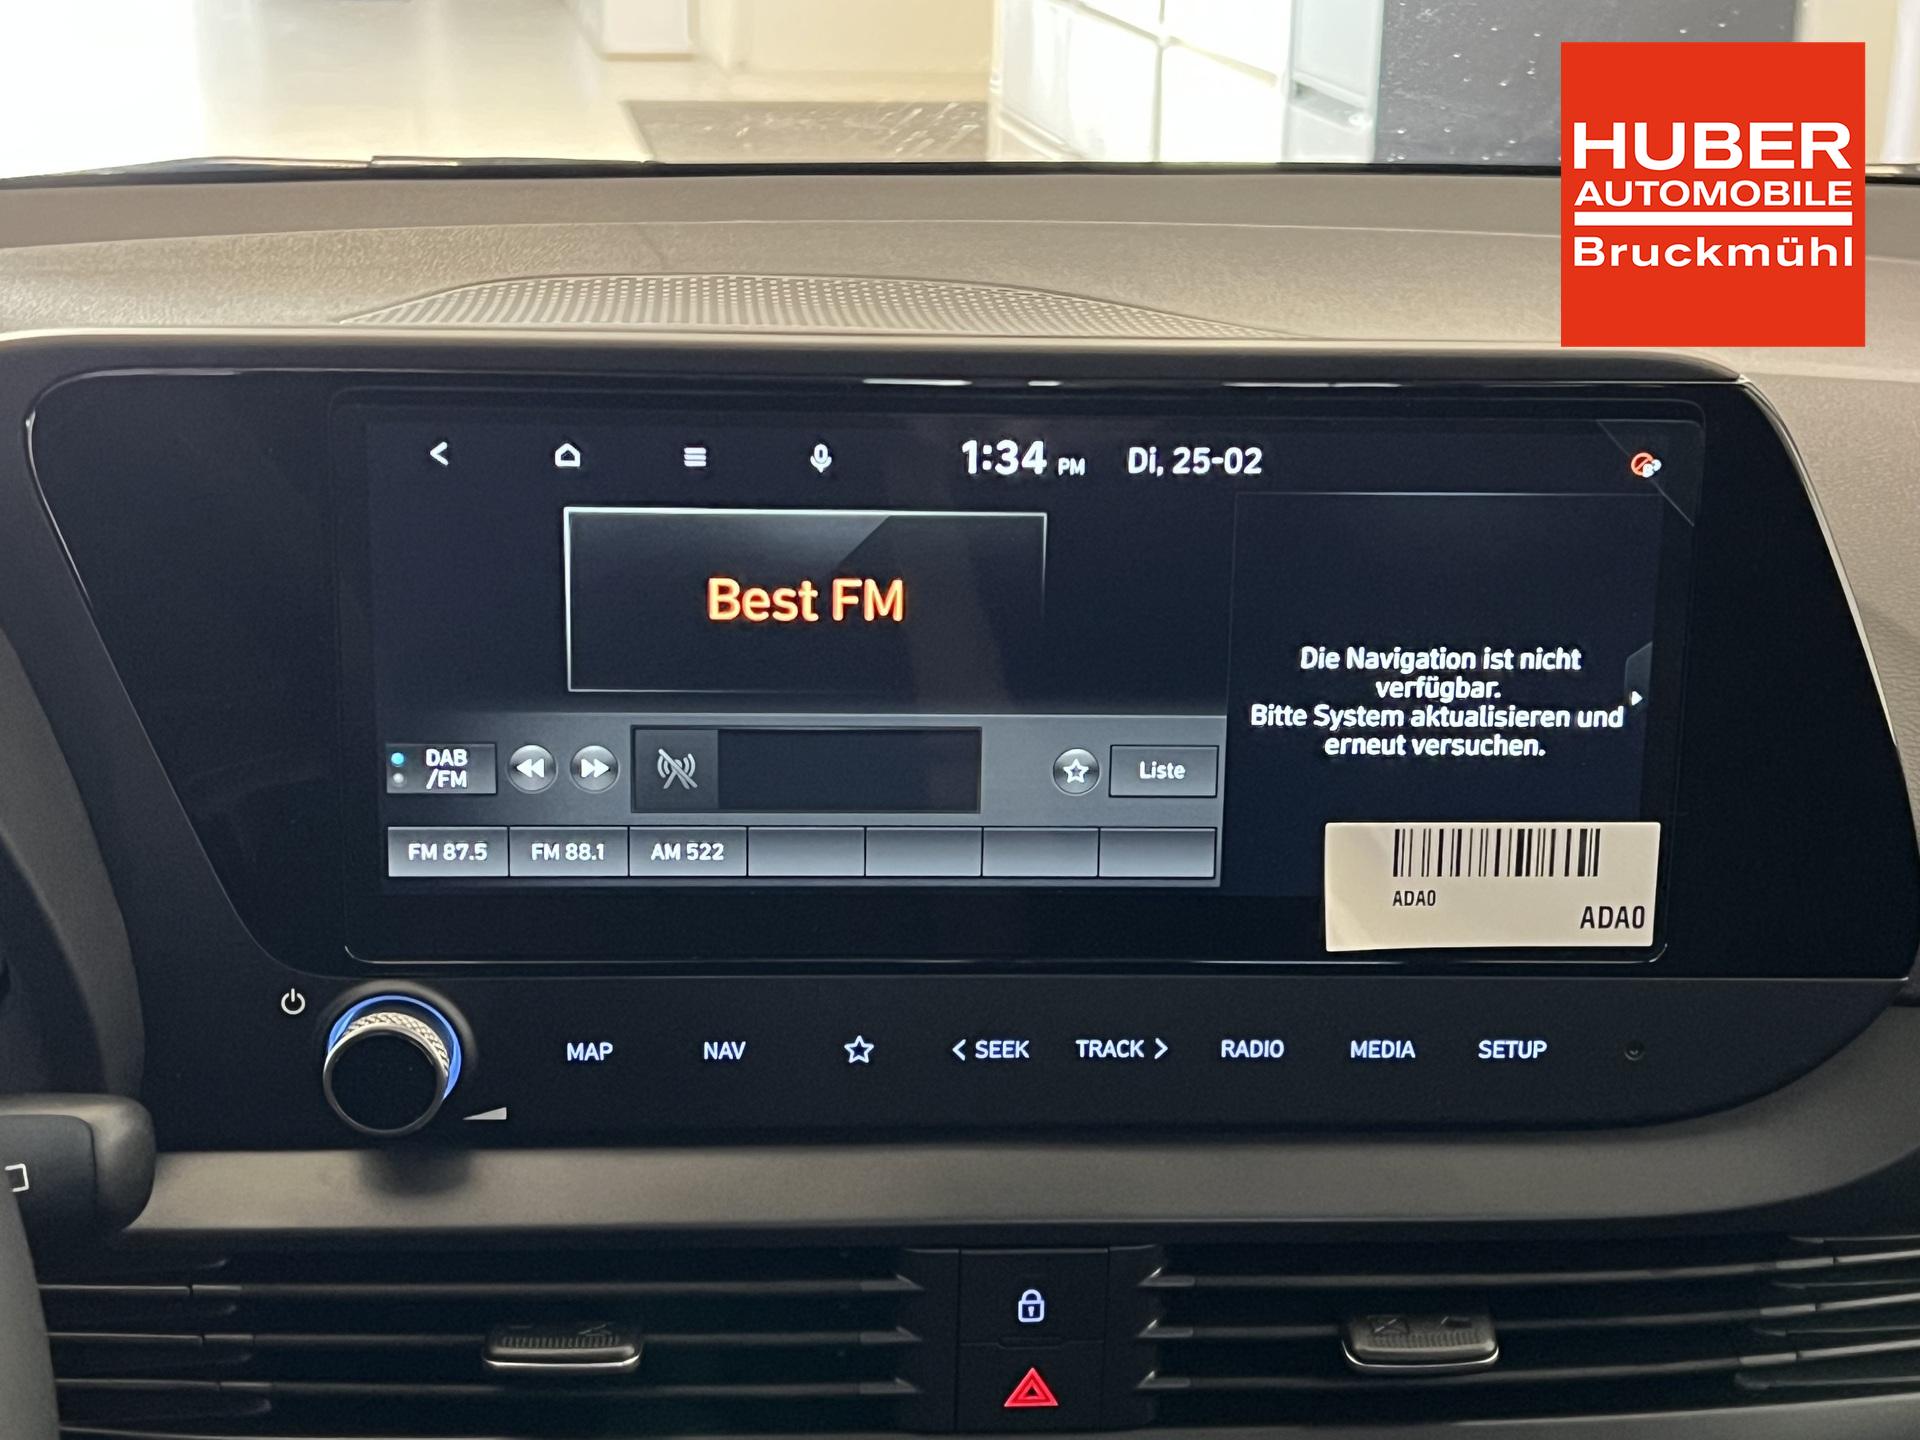 HUBER
AUTOMOBILE
Bruckmühl
1:34 PM Di, 25-02
Best FM
Die Navigation ist nicht
verfügbar.
Bitte System aktualisieren und
erneut versuchen.
DAB
/FM
Liste
FM 87.5 FM 88.1 AM 522
ADA0
ADA0
MAP NAV < SEEK TRACK > RADIO MEDIA SETUP